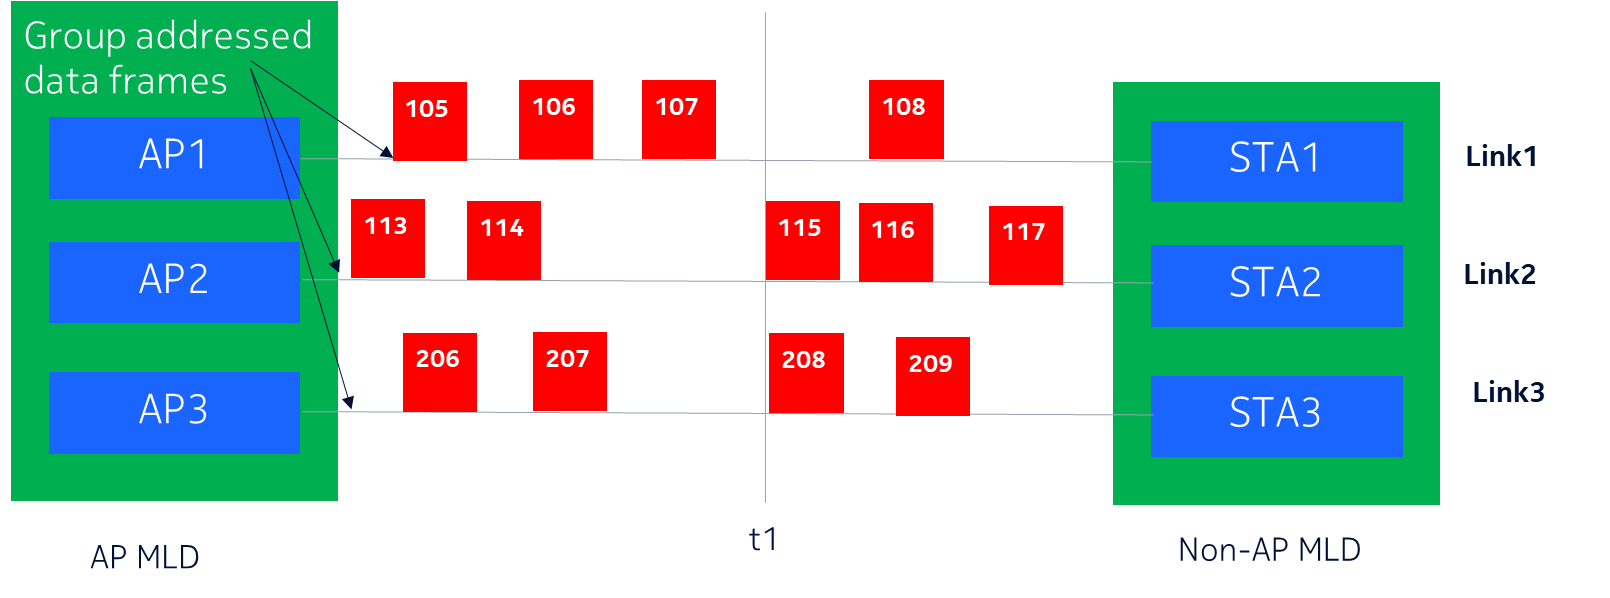 Group addressed
data frames
105
106
107
108
AP1
STA1
Link1
113
114
115
116
117
AP2
STA2
Link2
206
207
208
209
AP3
STA3
Link3
t1
AP MLD
Non-AP MLD